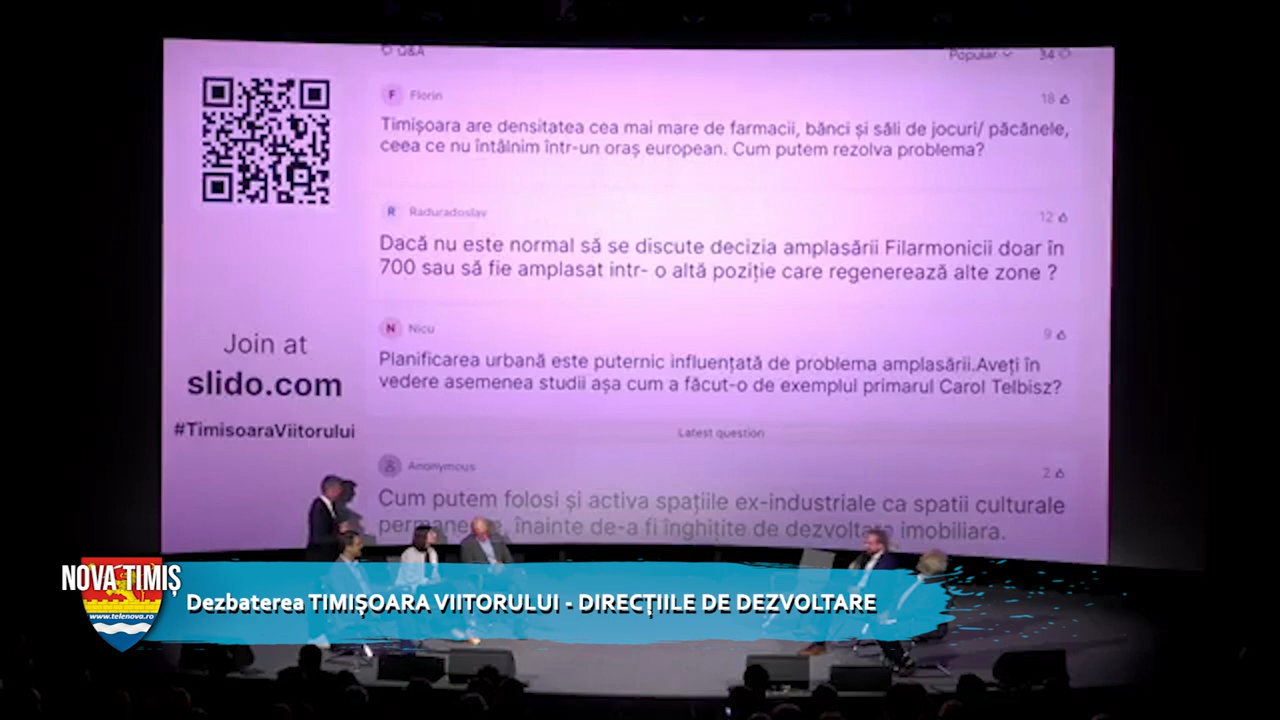 Q&A
Popular
34
F Florin
18
Timișoara are densitatea cea mai mare de farmacii, bănci și săli de jocuri/ păcănele,
ceea ce nu întâlnim într-un oraș european. Cum putem rezolva problema?
R Raduradoslav
12
Dacă nu este normal să se discute decizia amplasării Filarmonicii doar în
700 sau să fie amplasat intr- o altă poziție care regenerează alte zone ?
N Nicu
9
Planificarea urbană este puternic influențată de problema amplasării.Aveți în
vedere asemenea studii așa cum a făcut-o de exemplul primarul Carol Telbisz?
Latest question
Anonymous
2
Cum putem folosi și activa spațiile ex-industriale ca spatii culturale
permanente, înainte de-a fi înghițite de dezvoltarea imobiliara.
Join at
slido.com
#TimisoaraViitorului
NOVA TIMIȘ
www.telenova.ro
Dezbaterea TIMIȘOARA VIITORULUI - DIRECȚIILE DE DEZVOLTARE